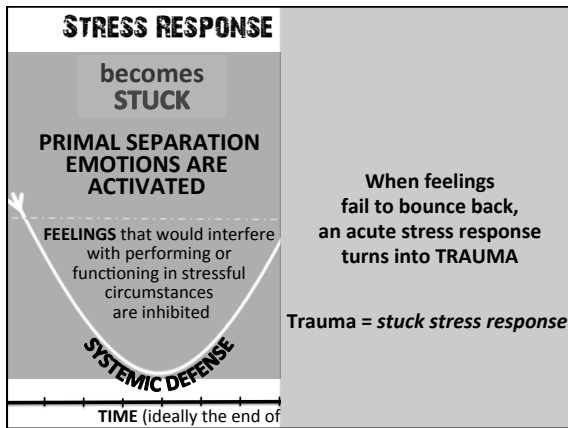 STRESS RESPONSE
becomes
STUCK
PRIMAL SEPARATION
EMOTIONS ARE
ACTIVATED
FEELINGS that would interfere
with performing or
functioning in stressful
circumstances
are inhibited
SYSTEMIC DEFENSE
TIME (ideally the end of
When feelings
fail to bounce back,
an acute stress response
turns into TRAUMA
Trauma = stuck stress response